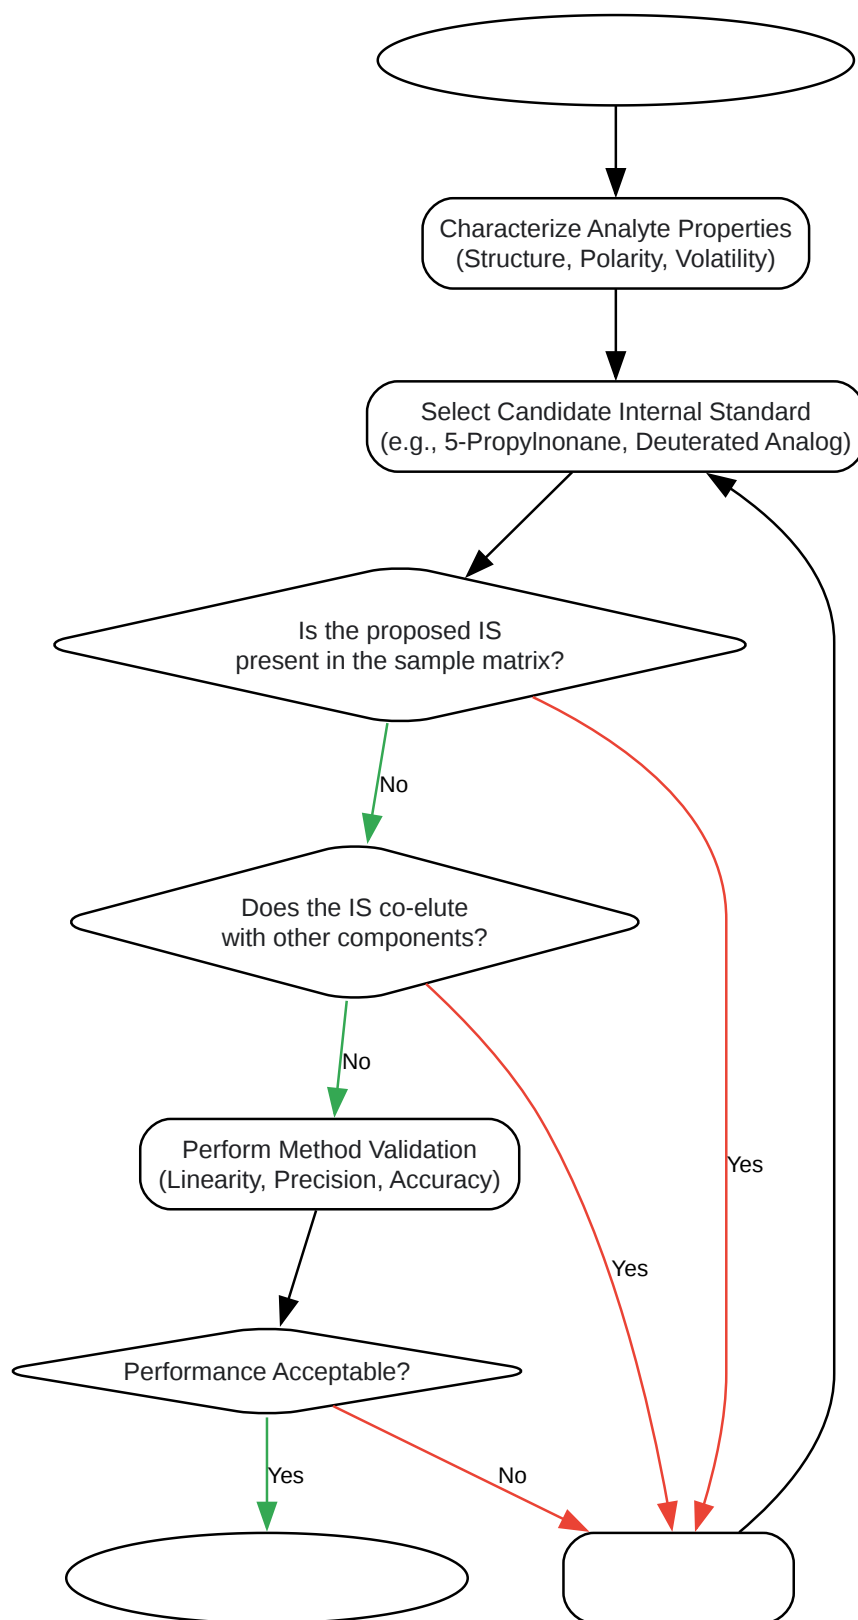 Characterize Analyte Properties
(Structure, Polarity, Volatility)
Select Candidate Internal Standard
(e.g., 5-Propylnonane, Deuterated Analog)
Is the proposed IS
present in the sample matrix?
No
Does the IS co-elute
with other components?
No
Perform Method Validation
(Linearity, Precision, Accuracy)
Yes
Yes
Performance Acceptable?
Yes
No